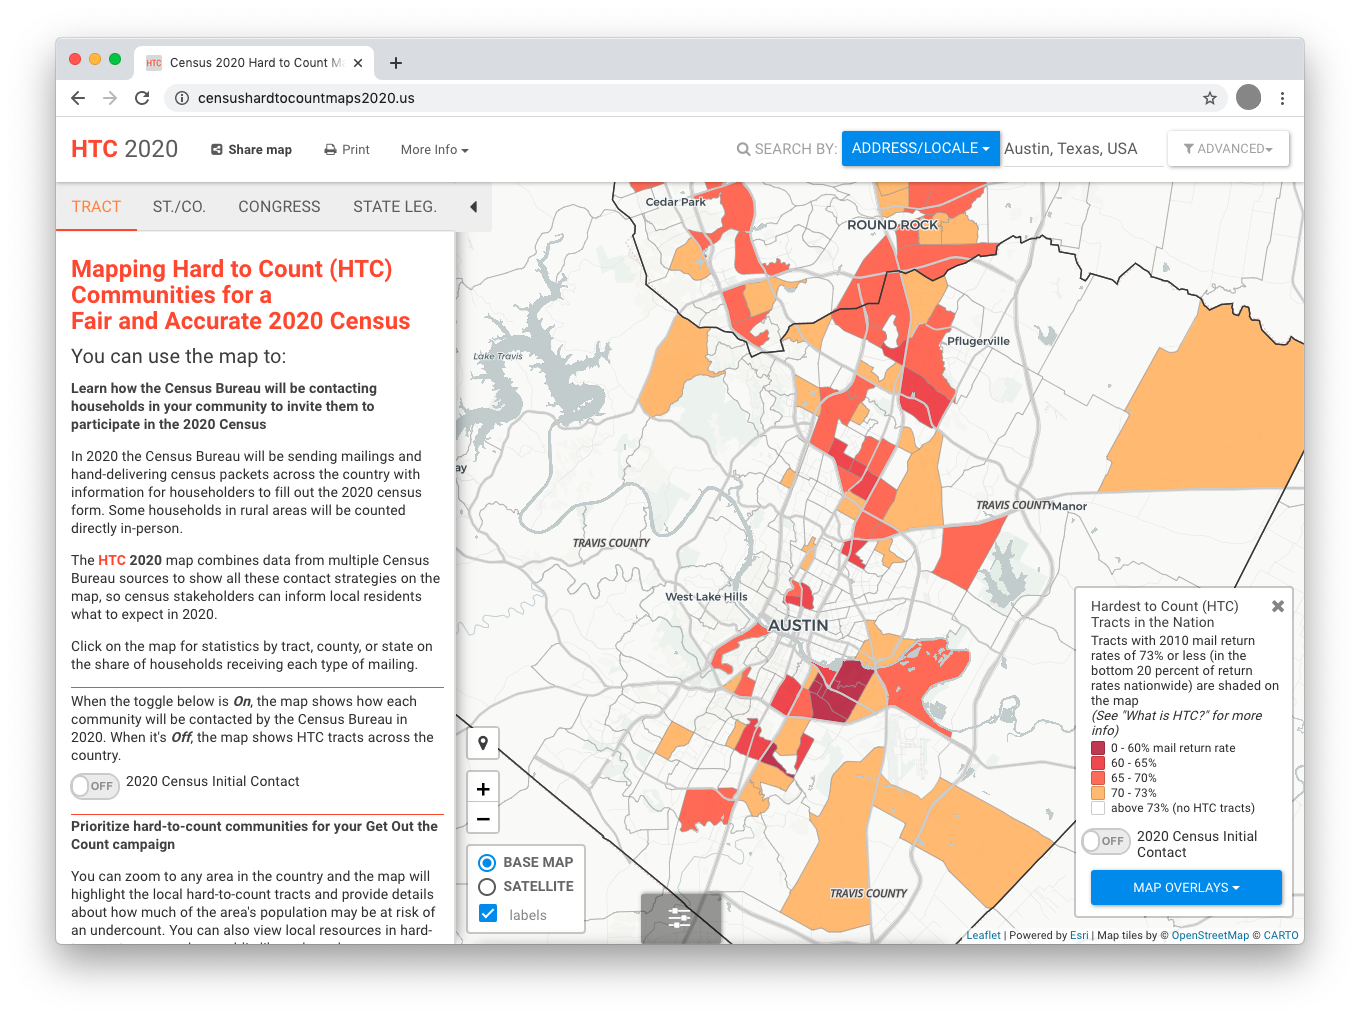 HTC
Census 2020 Hard to Count M
censushardtocountmaps2020.us
HTC 2020
Share map
Print
More Info
SEARCH BY:
ADDRESS/LOCALE
Austin, Texas, USA
ADVANCED
TRACT
ST./CO.
CONGRESS
STATE LEG.
Mapping Hard to Count (HTC)
Communities for a
Fair and Accurate 2020 Census
You can use the map to:
Learn how the Census Bureau will be contacting
households in your community to invite them to
participate in the 2020 Census
In 2020 the Census Bureau will be sending mailings and
hand-delivering census packets across the country with
information for householders to fill out the 2020 census
form. Some households in rural areas will be counted
directly in-person.
The HTC 2020 map combines data from multiple Census
Bureau sources to show all these contact strategies on the
map, so census stakeholders can inform local residents
what to expect in 2020.
Click on the map for statistics by tract, county, or state on
the share of households receiving each type of mailing.
When the toggle below is On, the map shows how each
community will be contacted by the Census Bureau in
2020. When it's Off, the map shows HTC tracts across the
country.
OFF
2020 Census Initial Contact
Prioritize hard-to-count communities for your Get Out the
Count campaign
You can zoom to any area in the country and the map will
highlight the local hard-to-count tracts and provide details
about how much of the area's population may be at risk of
an undercount. You can also view local resources in hard-
Cedar Park
ROUND ROCK
Pflugerville
Lake Travis
ay
TRAVIS COUNTY
Manor
TRAVIS COUNTY
West Lake Hills
AUSTIN
TRAVIS COUNTY
+
−
BASE MAP
SATELLITE
labels
Hardest to Count (HTC)
Tracts in the Nation
Tracts with 2010 mail return
rates of 73% or less (in the
bottom 20 percent of return
rates nationwide) are shaded on
the map
(See "What is HTC?" for more
info)
0 - 60% mail return rate
60 - 65%
65 - 70%
70 - 73%
above 73% (no HTC tracts)
OFF
2020 Census Initial
Contact
MAP OVERLAYS
Leaflet | Powered by Esri | Map tiles by © OpenStreetMap © CARTO